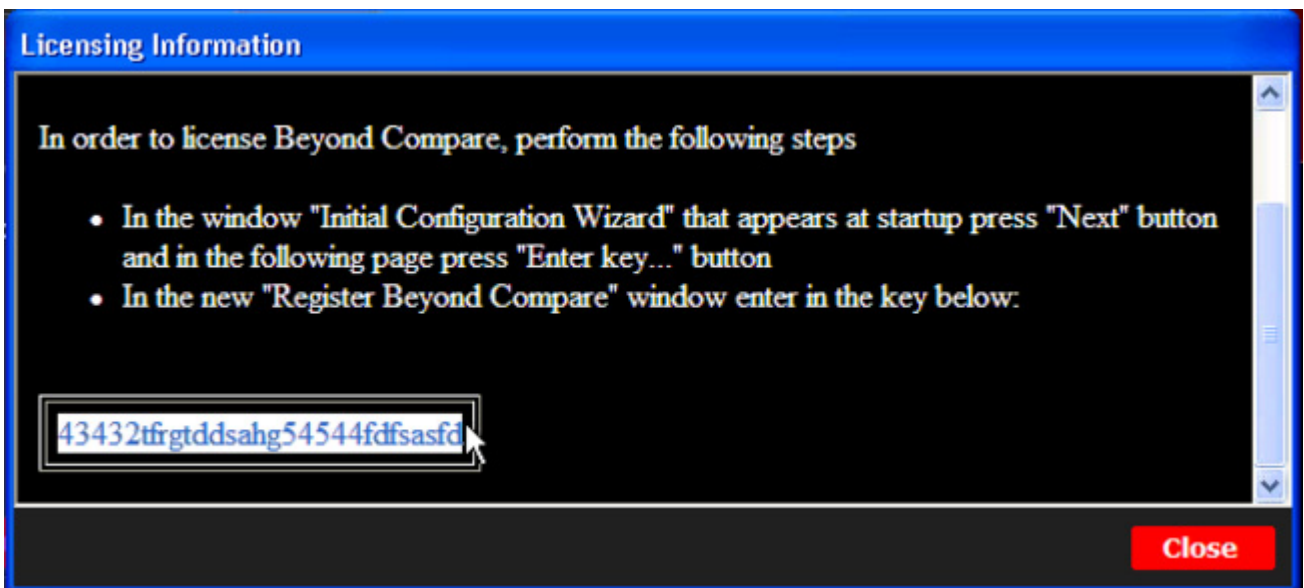 Licensing Information
In order to license Beyond Compare, perform the following steps
• In the window "Initial Configuration Wizard" that appears at startup press "Next" button
and in the following page press "Enter key..." button
• In the new "Register Beyond Compare" window enter in the key below:
43432tfrgtddsahg54544fdfsasfd
Close